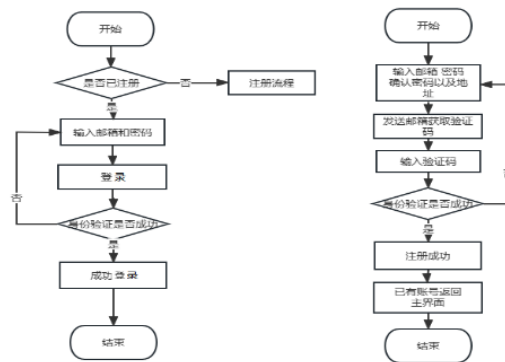 开始
是否已注册
否
注册流程
是
输入邮箱和密码
登录
否
身份验证是否成功
是
成功登录
结束
开始
输入邮箱 密码
确认密码以及地
址
发送邮箱获取验证
码
输入验证码
否
身份验证是否成功
是
注册成功
已有账号返回
主界面
结束